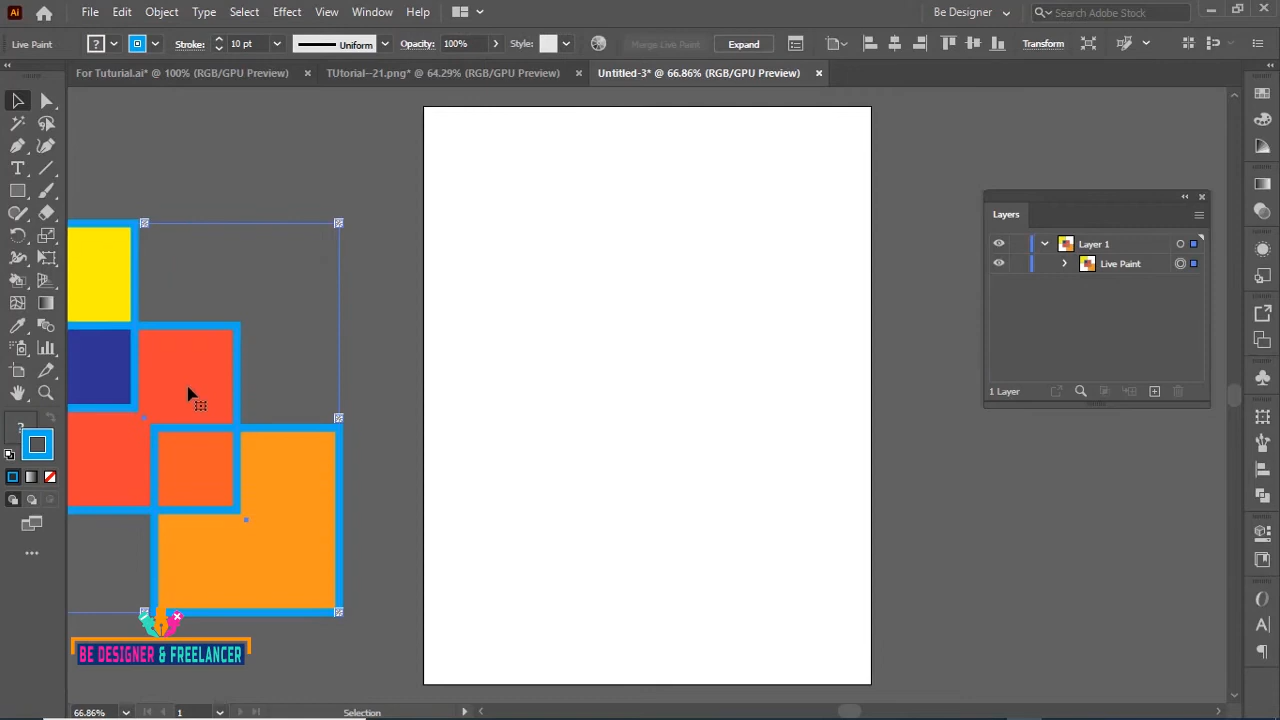 Ai File Edit Object Type Select Effect View Window Help Be Designer Search Adobe Stock
Live Paint ? Stroke: 10 pt Uniform Opacity: 100% Style: Merge Live Paint Expand Transform
For Tuturial.ai* @ 100% (RGB/GPU Preview) × TUtorial--21.png* @ 64.29% (RGB/GPU Preview) × Untitled-3* @ 66.86% (RGB/GPU Preview) ×
Layers
Layer 1
Live Paint
1 Layer
?
BE DESIGNER & FREELANCER
66.86% 1 Selection